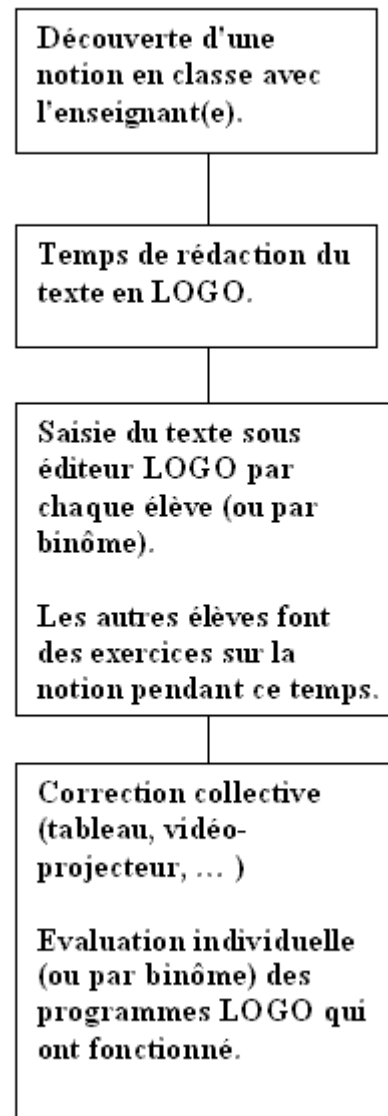 Découverte d'une
notion en classe avec
l'enseignant(e).
Temps de rédaction du
texte en LOGO.
Saisie du texte sous
éditeur LOGO par
chaque élève (ou par
binôme).
Les autres élèves font
des exercices sur la
notion pendant ce temps.
Correction collective
(tableau, vidéo-
projecteur, ... )
Evaluation individuelle
(ou par binôme) des
programmes LOGO qui
ont fonctionné.